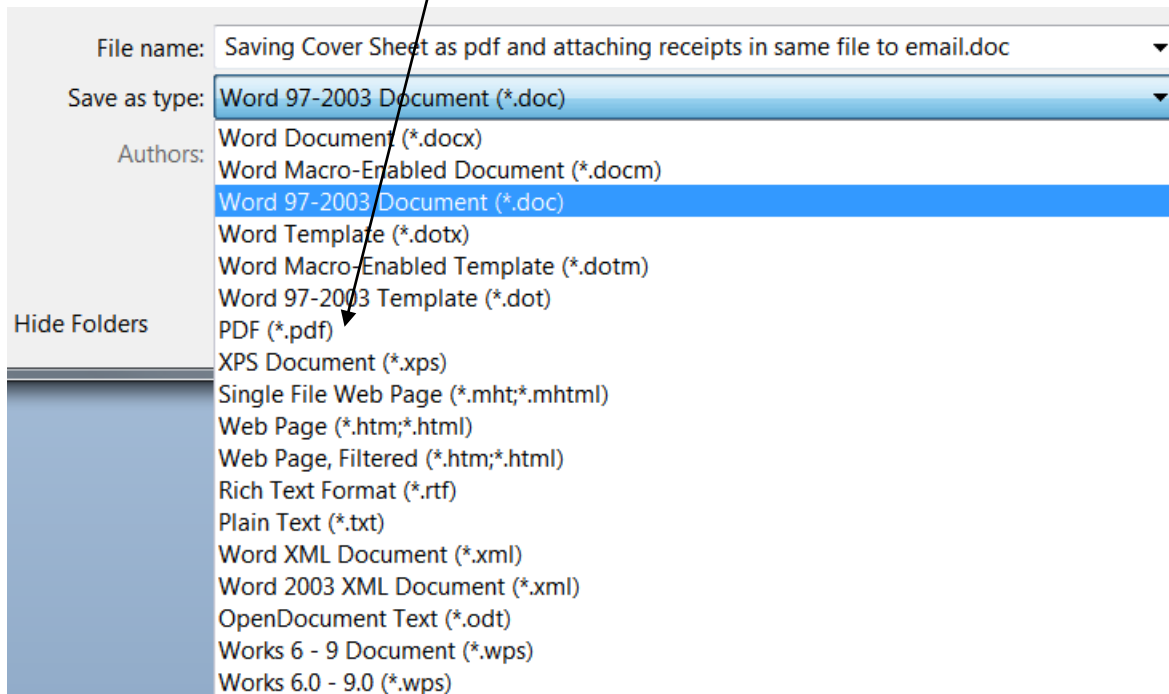 File name: Saving Cover Sheet as pdf and attaching receipts in same file to email.doc
Save as type: Word 97-2003 Document (*.doc)
Authors:
Word Document (*.docx)
Word Macro-Enabled Document (*.docm)
Word 97-2003 Document (*.doc)
Word Template (*.dotx)
Word Macro-Enabled Template (*.dotm)
Word 97-2003 Template (*.dot)
Hide Folders
PDF (*.pdf)
XPS Document (*.xps)
Single File Web Page (*.mht;*.mhtml)
Web Page (*.htm;*.html)
Web Page, Filtered (*.htm;*.html)
Rich Text Format (*.rtf)
Plain Text (*.txt)
Word XML Document (*.xml)
Word 2003 XML Document (*.xml)
OpenDocument Text (*.odt)
Works 6 - 9 Document (*.wps)
Works 6.0 - 9.0 (*.wps)